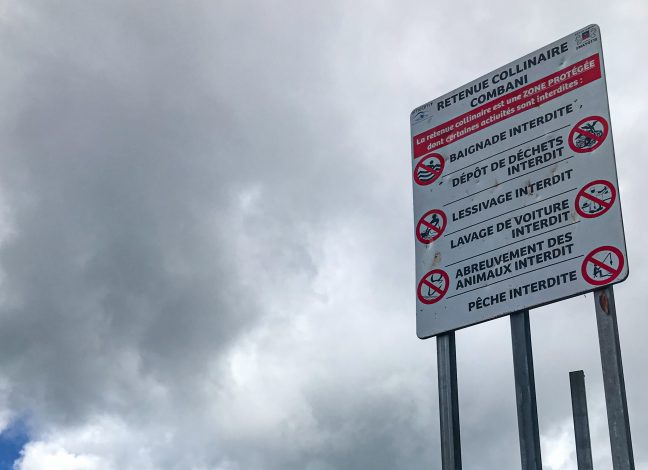 RETENUE COLLINAIRE
COMBANI
La retenue collinaire est une ZONE PROTÉGÉE
dont certaines activités sont interdites :
BAIGNADE INTERDITE
DÉPÔT DE DÉCHETS
INTERDIT
LESSIVAGE INTERDIT
LAVAGE DE VOITURE
INTERDIT
ABREUVEMENT DES
ANIMAUX INTERDIT
PÊCHE INTERDITE